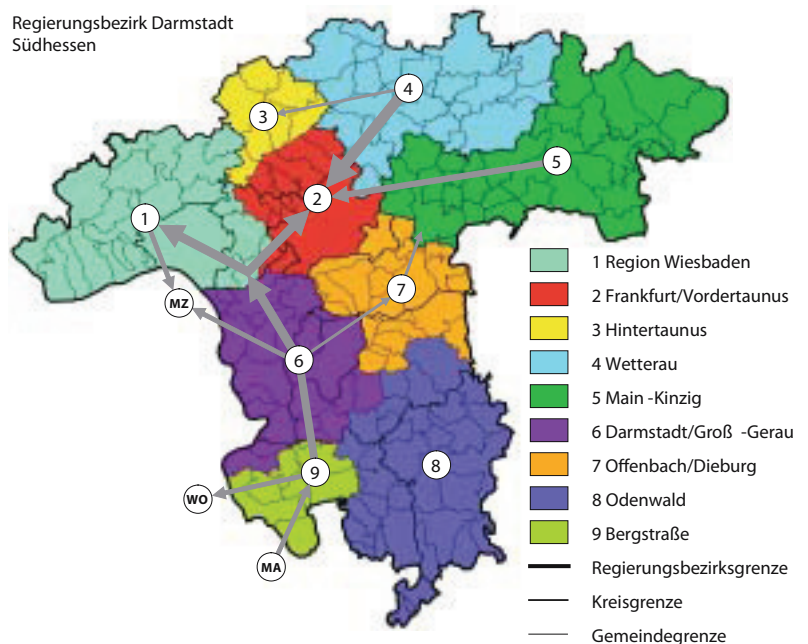 Regierungsbezirk Darmstadt
Südhessen
4
3
5
2
1
7
MZ
6
9
8
WO
MA
1 Region Wiesbaden
2 Frankfurt/Vordertaunus
3 Hintertaunus
4 Wetterau
5 Main -Kinzig
6 Darmstadt/Groß -Gerau
7 Offenbach/Dieburg
8 Odenwald
9 Bergstraße
Regierungsbezirksgrenze
Kreisgrenze
Gemeindegrenze